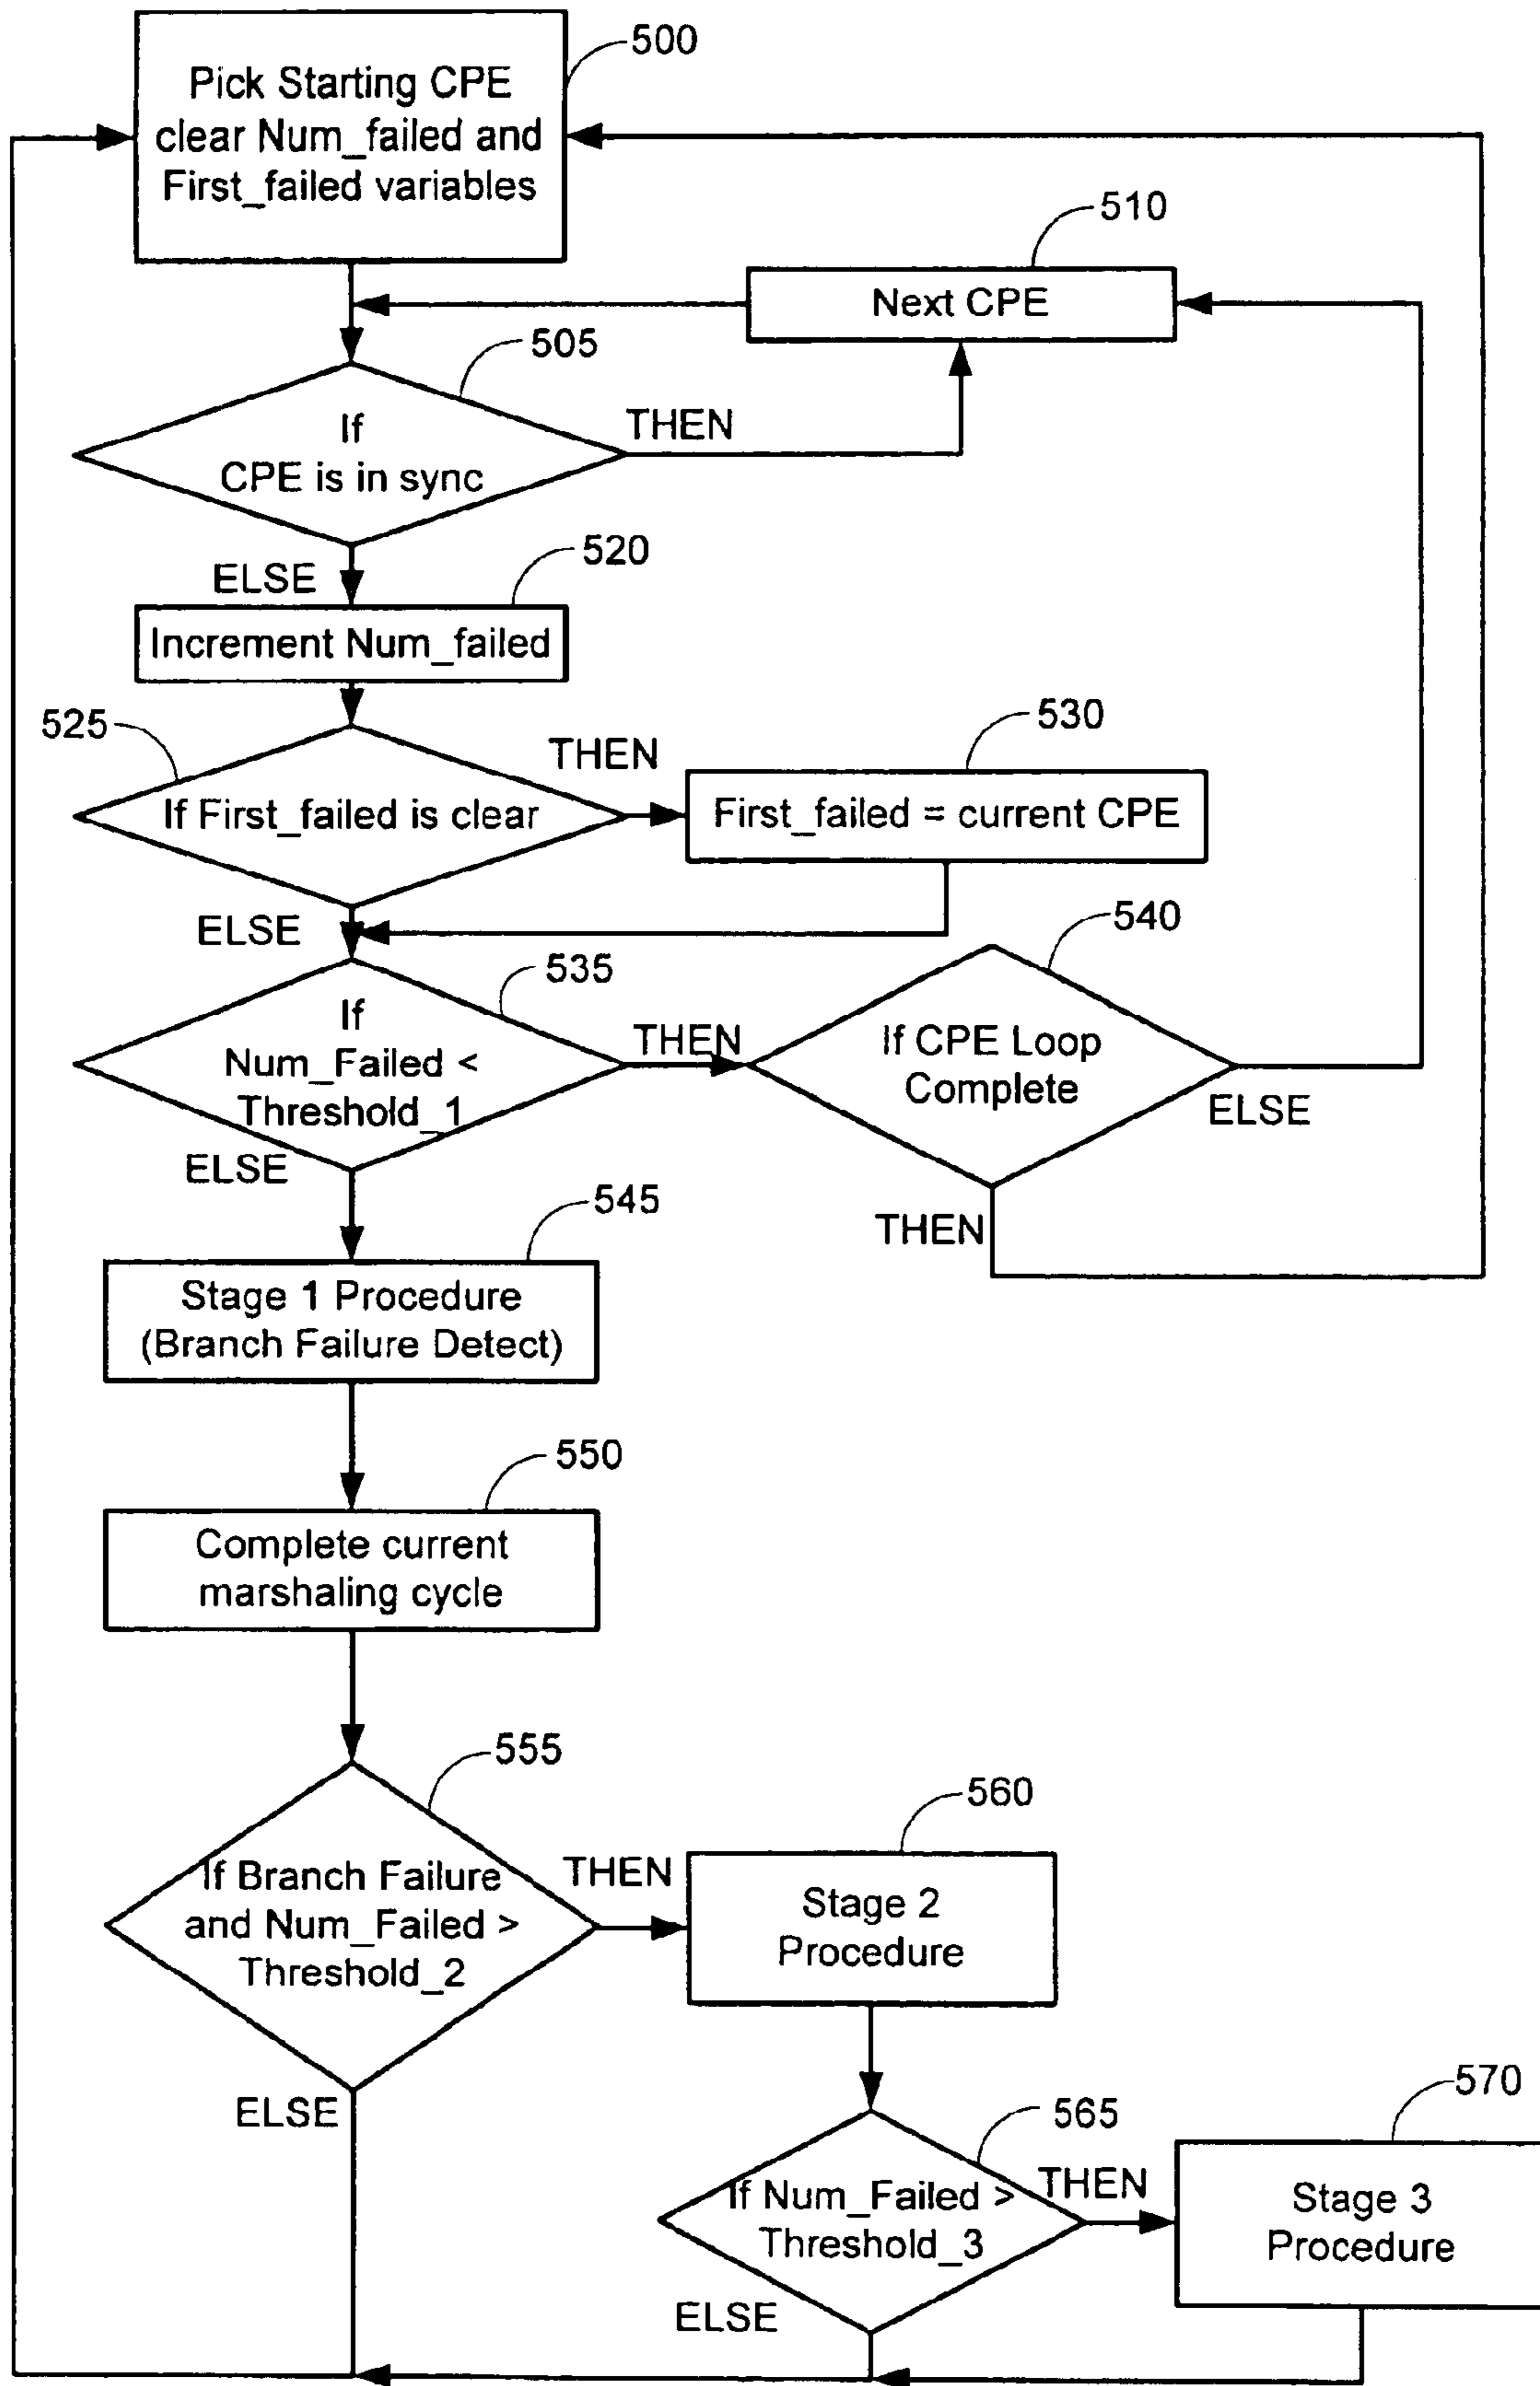 500
Pick Starting CPE
clear Num_failed and
First_failed variables
510
Next CPE
505
If
CPE is in sync
THEN
ELSE
520
Increment Num_failed
525
If First_failed is clear
THEN
530
First_failed = current CPE
ELSE
535
If
Num_Failed <
Threshold_1
THEN
540
If CPE Loop
Complete
ELSE
THEN
ELSE
545
Stage 1 Procedure
(Branch Failure Detect)
550
Complete current
marshaling cycle
555
If Branch Failure
and Num_Failed >
Threshold_2
THEN
560
Stage 2
Procedure
ELSE
565
If Num_Failed >
Threshold_3
THEN
570
Stage 3
Procedure
ELSE